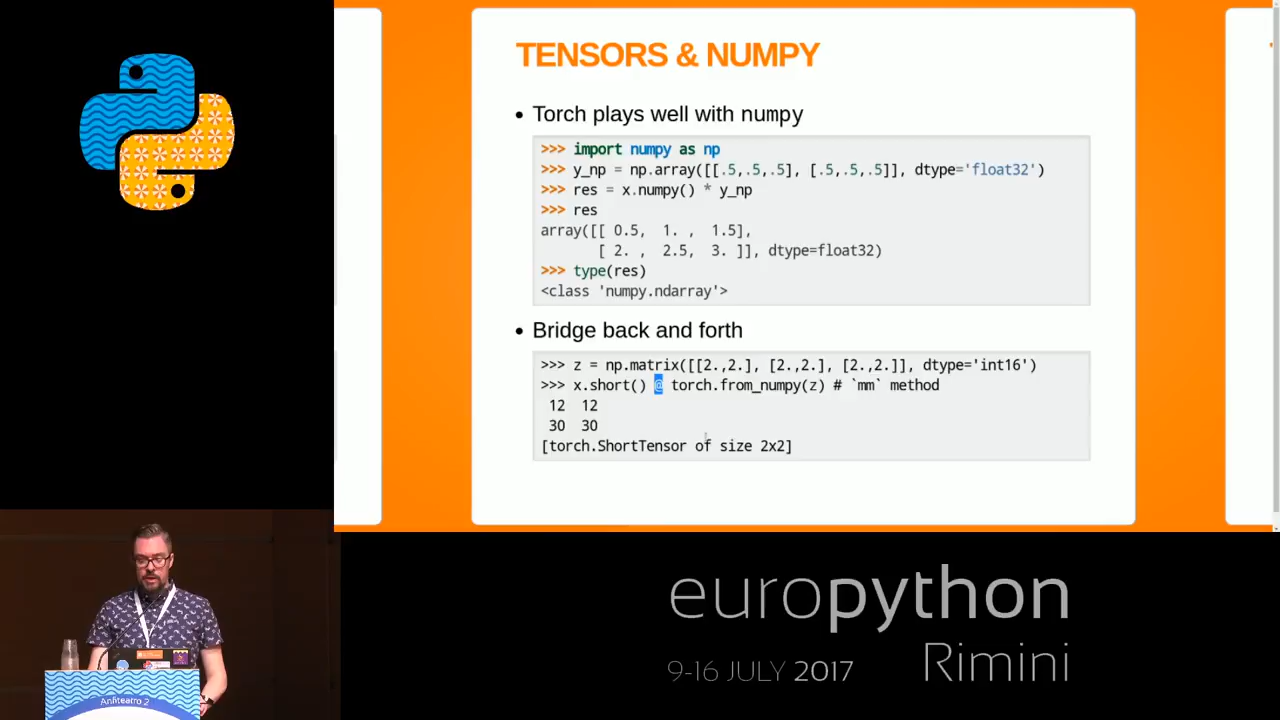 TENSORS & NUMPY
• Torch plays well with numpy
>>> import numpy as np
>>> y_np = np.array([[.5,.5,.5], [.5,.5,.5]], dtype='float32')
>>> res = x.numpy() * y_np
>>> res
array([[ 0.5,  1. ,  1.5],
       [ 2. ,  2.5,  3. ]], dtype=float32)
>>> type(res)
<class 'numpy.ndarray'>
• Bridge back and forth
>>> z = np.matrix([[2.,2.], [2.,2.], [2.,2.]], dtype='int16')
>>> x.short() @ torch.from_numpy(z) # `mm` method
 12  12
 30  30
[torch.ShortTensor of size 2x2]
Anfiteatro 2
europython
9-16 JULY 2017 Rimini